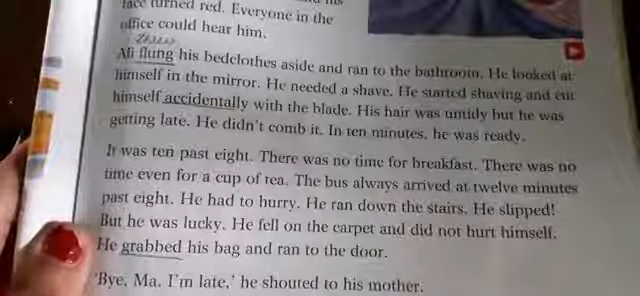 face turned red. Everyone in the
office could hear him.
threw
Ali flung his bedclothes aside and ran to the bathroom. He looked at
himself in the mirror. He needed a shave. He started shaving and cut
himself accidentally with the blade. His hair was untidy but he was
getting late. He didn't comb it. In ten minutes, he was ready.
It was ten past eight. There was no time for breakfast. There was no
time even for a cup of tea. The bus always arrived at twelve minutes
past eight. He had to hurry. He ran down the stairs. He slipped!
But he was lucky. He fell on the carpet and did not hurt himself.
He grabbed his bag and ran to the door.
'Bye, Ma. I'm late,' he shouted to his mother.